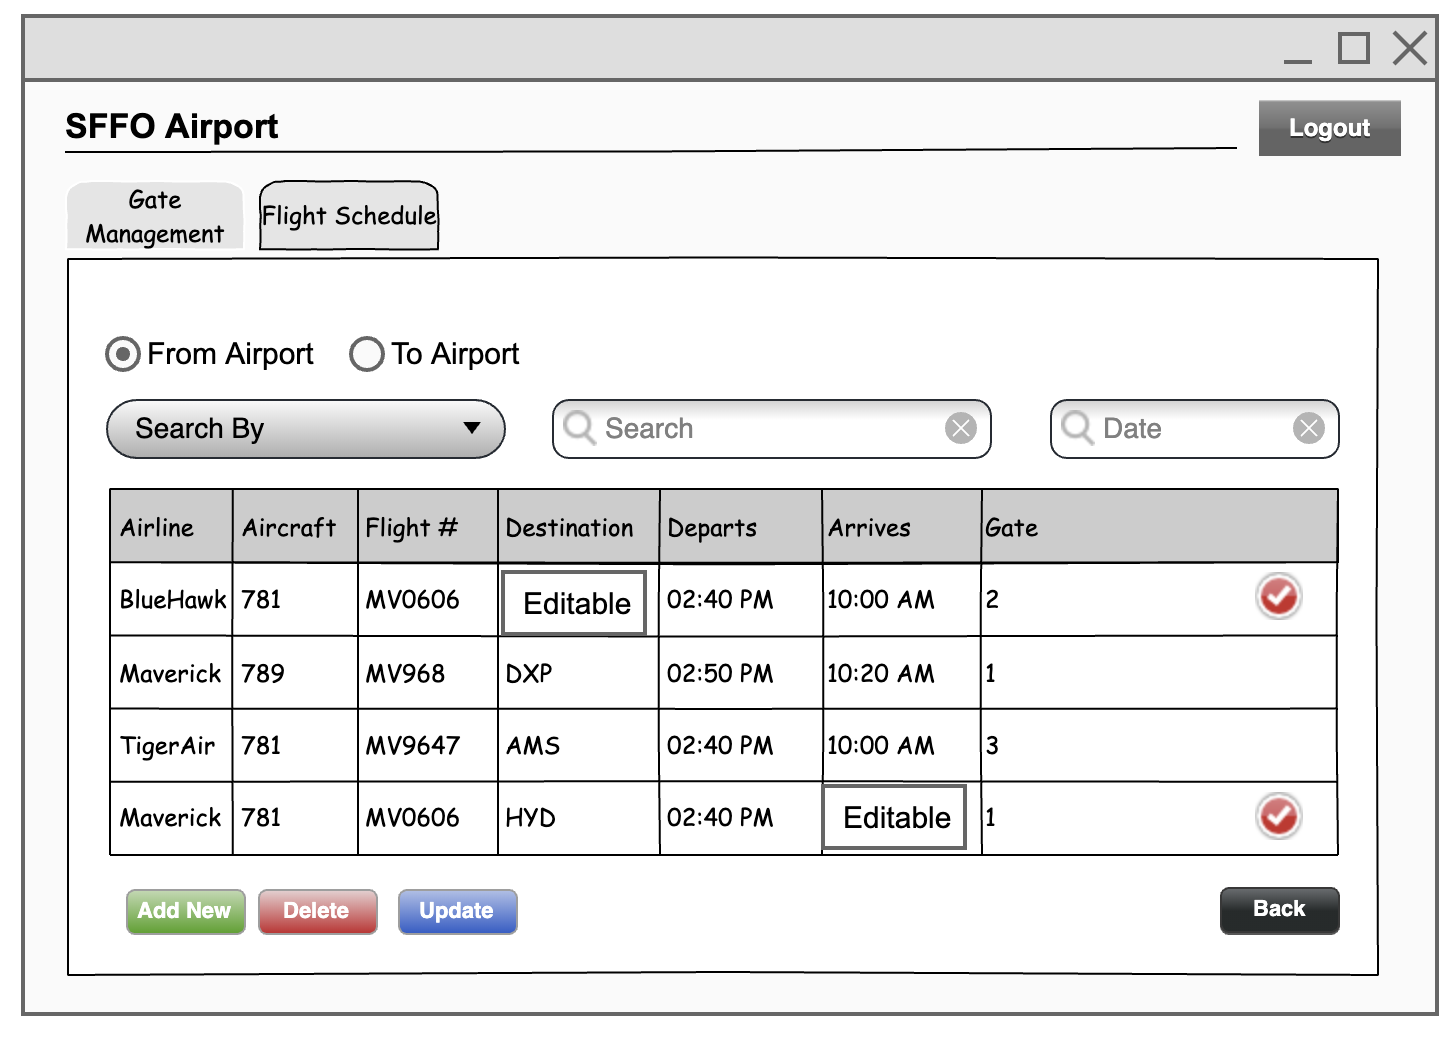 SFFO Airport
Logout
Gate
Management
Flight Schedule
From Airport To Airport
Search By Search Date
Airline Aircraft Flight # Destination Departs Arrives Gate
BlueHawk 781 MV0606 Editable 02:40 PM 10:00 AM 2
Maverick 789 MV968 DXP 02:50 PM 10:20 AM 1
TigerAir 781 MV9647 AMS 02:40 PM 10:00 AM 3
Maverick 781 MV0606 HYD 02:40 PM Editable 1
Add New Delete Update Back